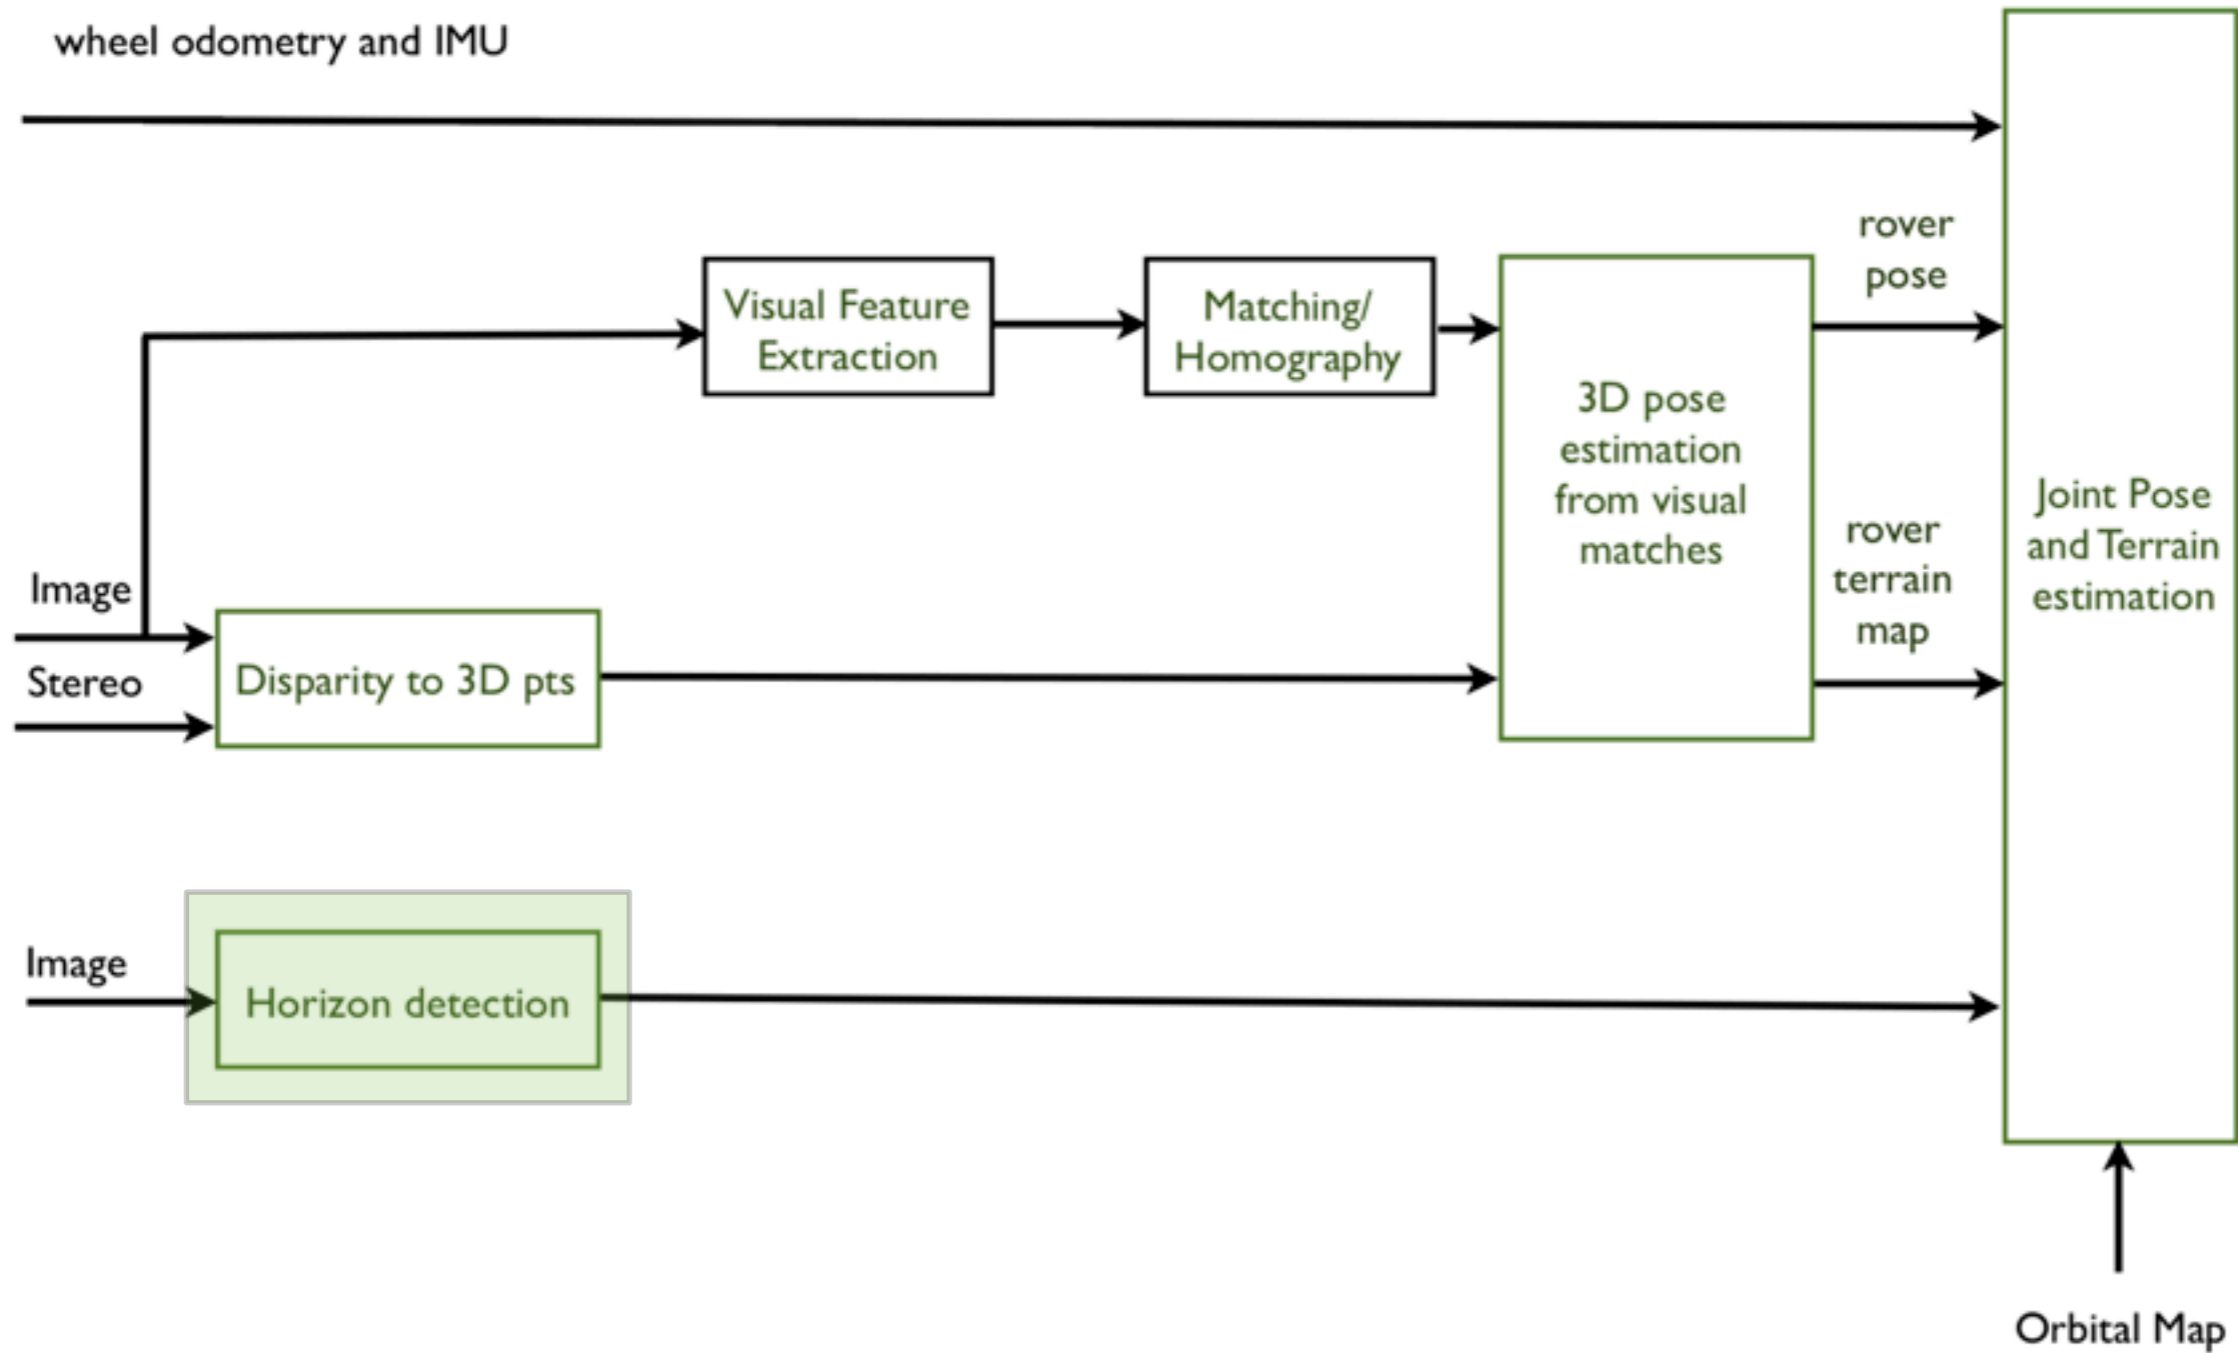 wheel odometry and IMU
rover
pose
Visual Feature
Extraction
Matching/
Homography
3D pose
estimation
from visual
matches
rover
terrain
map
Joint Pose
and Terrain
estimation
Image
Stereo
Disparity to 3D pts
Image
Horizon detection
Orbital Map